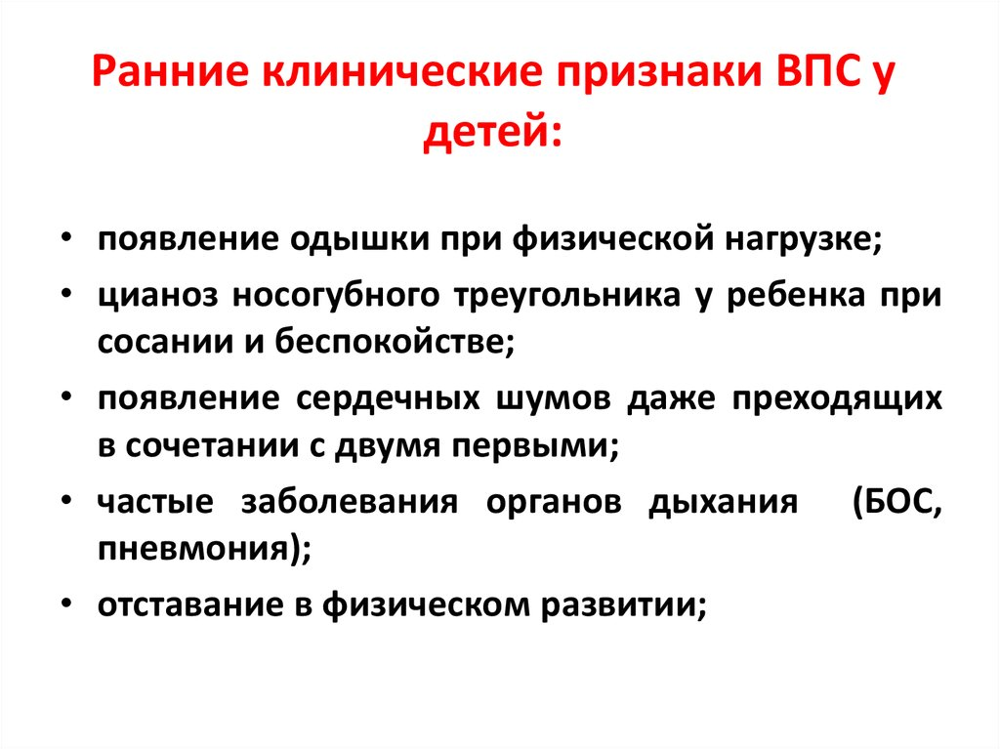 Ранние клинические признаки ВПС у
детей:
• появление одышки при физической нагрузке;
• цианоз носогубного треугольника у ребенка при
сосании и беспокойстве;
• появление сердечных шумов даже преходящих
в сочетании с двумя первыми;
• частые заболевания органов дыхания (БОС,
пневмония);
• отставание в физическом развитии;